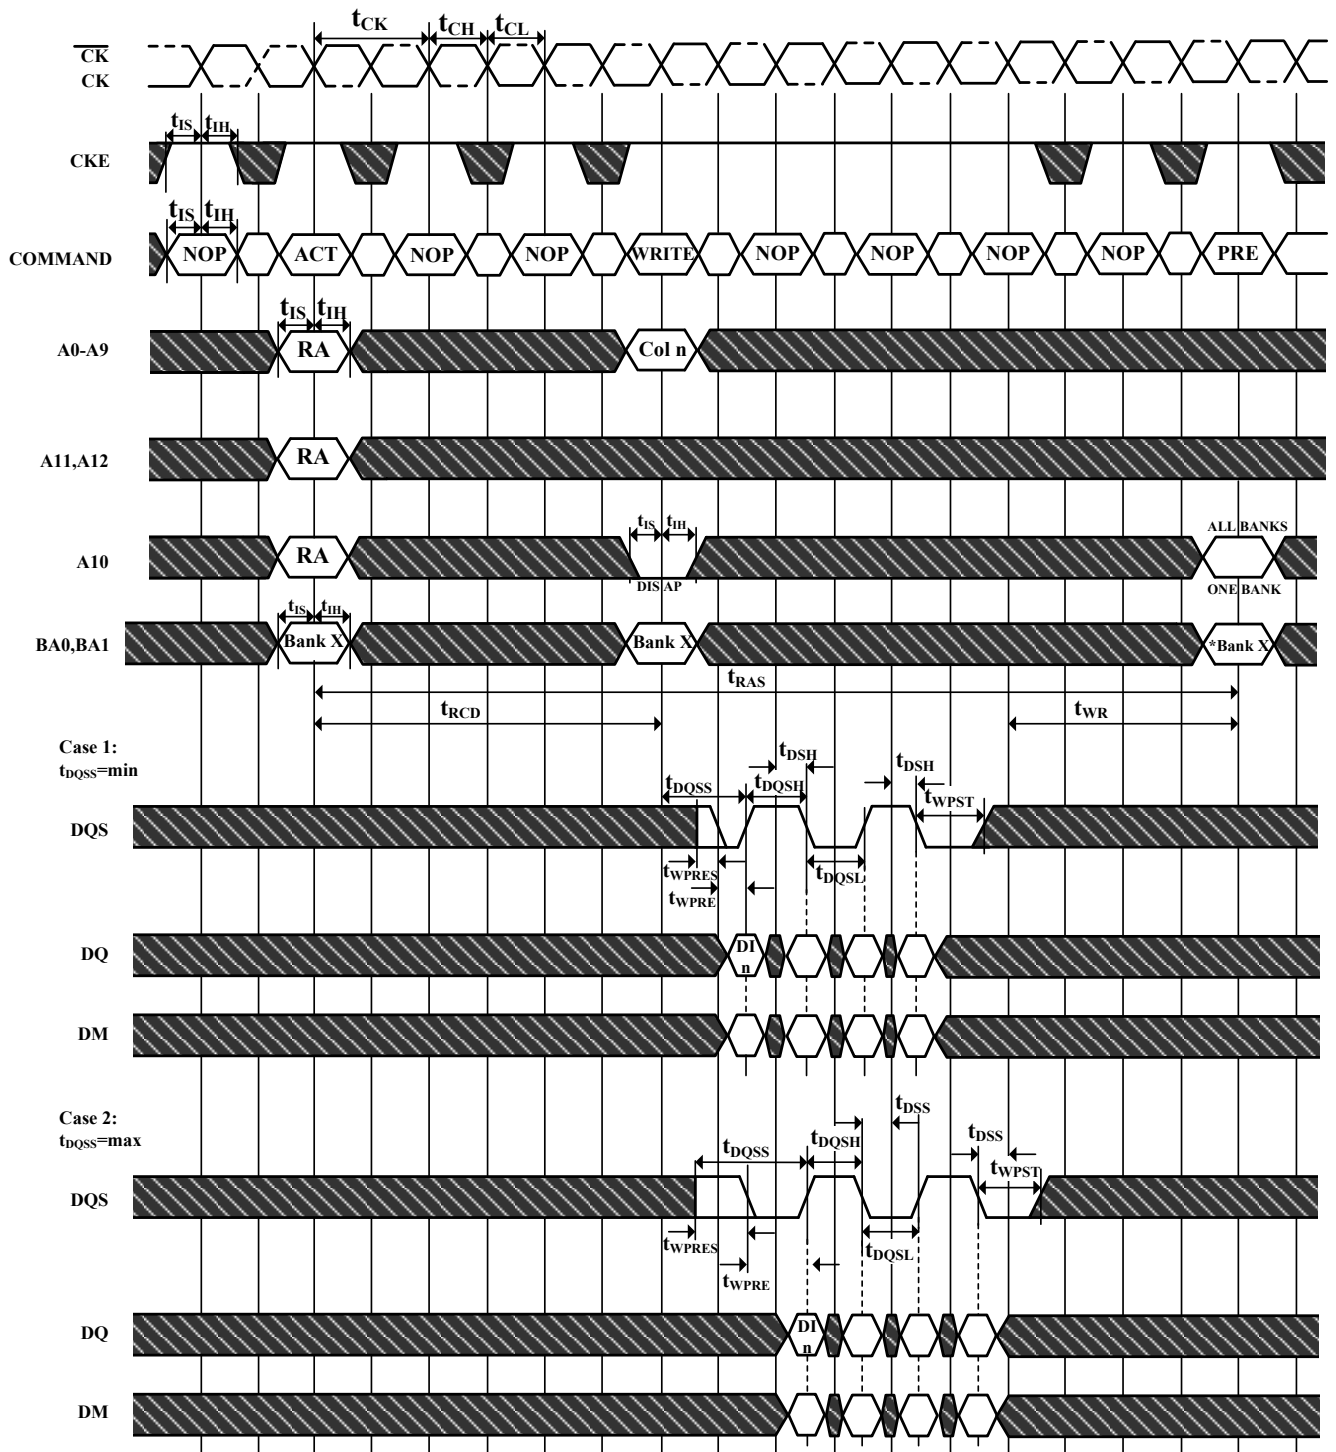 tCK tCH tCL
CK
CK
tIS tIH
CKE
tIS tIH
COMMAND NOP ACT NOP NOP WRITE NOP NOP NOP NOP PRE
tIS tIH
A0-A9 RA Col n
A11,A12 RA
tIS tIH ALL BANKS
A10 RA
DIS AP ONE BANK
tIS tIH
BA0,BA1 Bank X Bank X *Bank X
tRAS
tRCD tWR
Case 1:
tDQSS=min
tDSH tDSH
tDQSS tDQSH tWPST
DQS
tWPRES tDQSL
tWPRE
DQ DI
n
DM
Case 2:
tDQSS=max
tDSS tDSS
tDQSS tDQSH tWPST
DQS
tWPRES tDQSL
tWPRE
DQ DI
n
DM